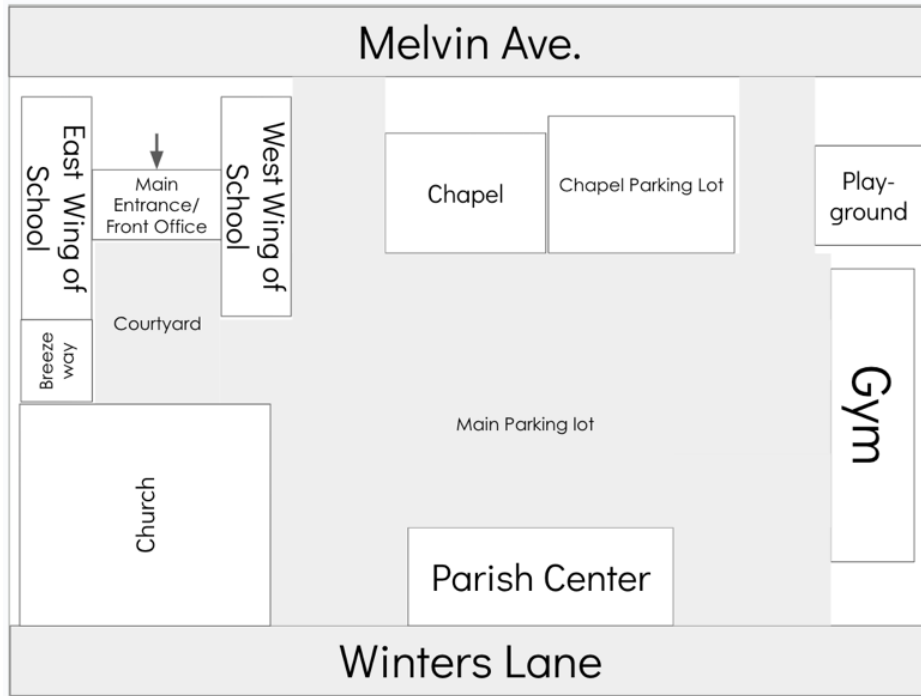 Melvin Ave.
East Wing of
School
Main
Entrance/
Front Office
West Wing of
School
Chapel
Chapel Parking Lot
Play-
ground
Courtyard
Breeze
way
Gym
Main Parking lot
Church
Parish Center
Winters Lane